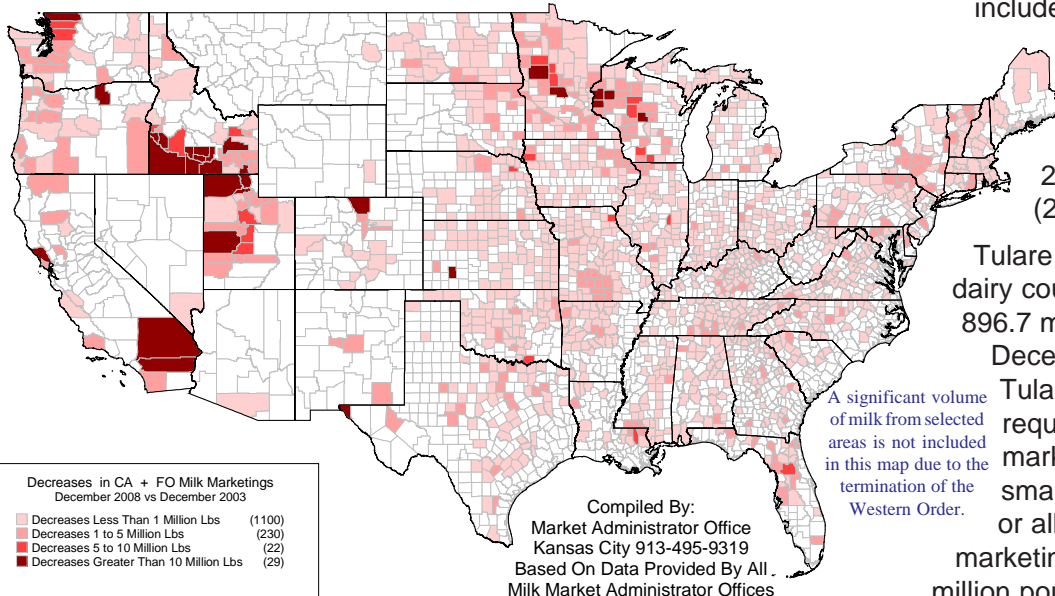 include
2
(2
Tulare
dairy cou
896.7 m
Decem
Tula
requ
mark
sma
or all
marketin
million pou
A significant volume
of milk from selected
areas is not included
in this map due to the
termination of the
Western Order.
Decreases in CA + FO Milk Marketings
December 2008 vs December 2003
Decreases Less Than 1 Million Lbs (1100)
Decreases 1 to 5 Million Lbs (230)
Decreases 5 to 10 Million Lbs (22)
Decreases Greater Than 10 Million Lbs (29)
Compiled By:
Market Administrator Office
Kansas City 913-495-9319
Based On Data Provided By All
Milk Market Administrator Offices